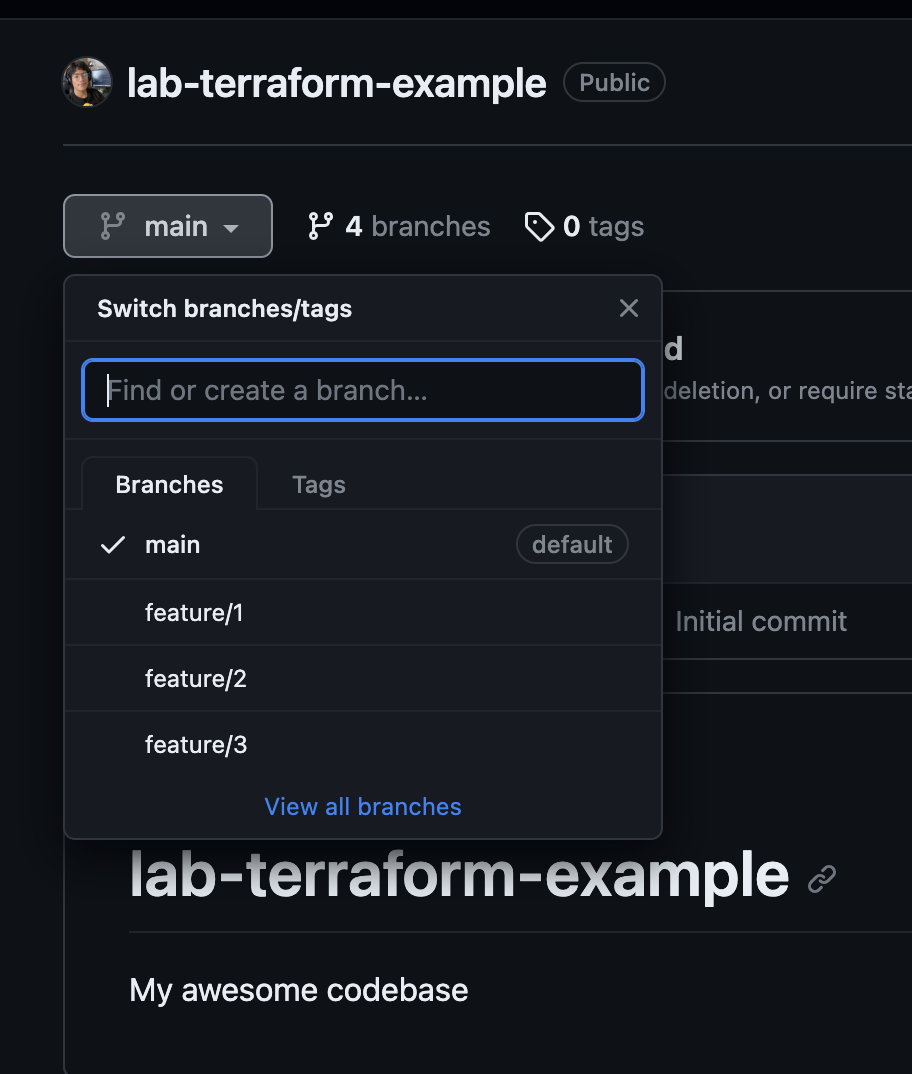 lab-terraform-example Public
main 4 branches 0 tags
Switch branches/tags
d
Find or create a branch...
deletion, or require sta
Branches Tags
main default
feature/1
Initial commit
feature/2
feature/3
View all branches
lab-terraform-example
My awesome codebase